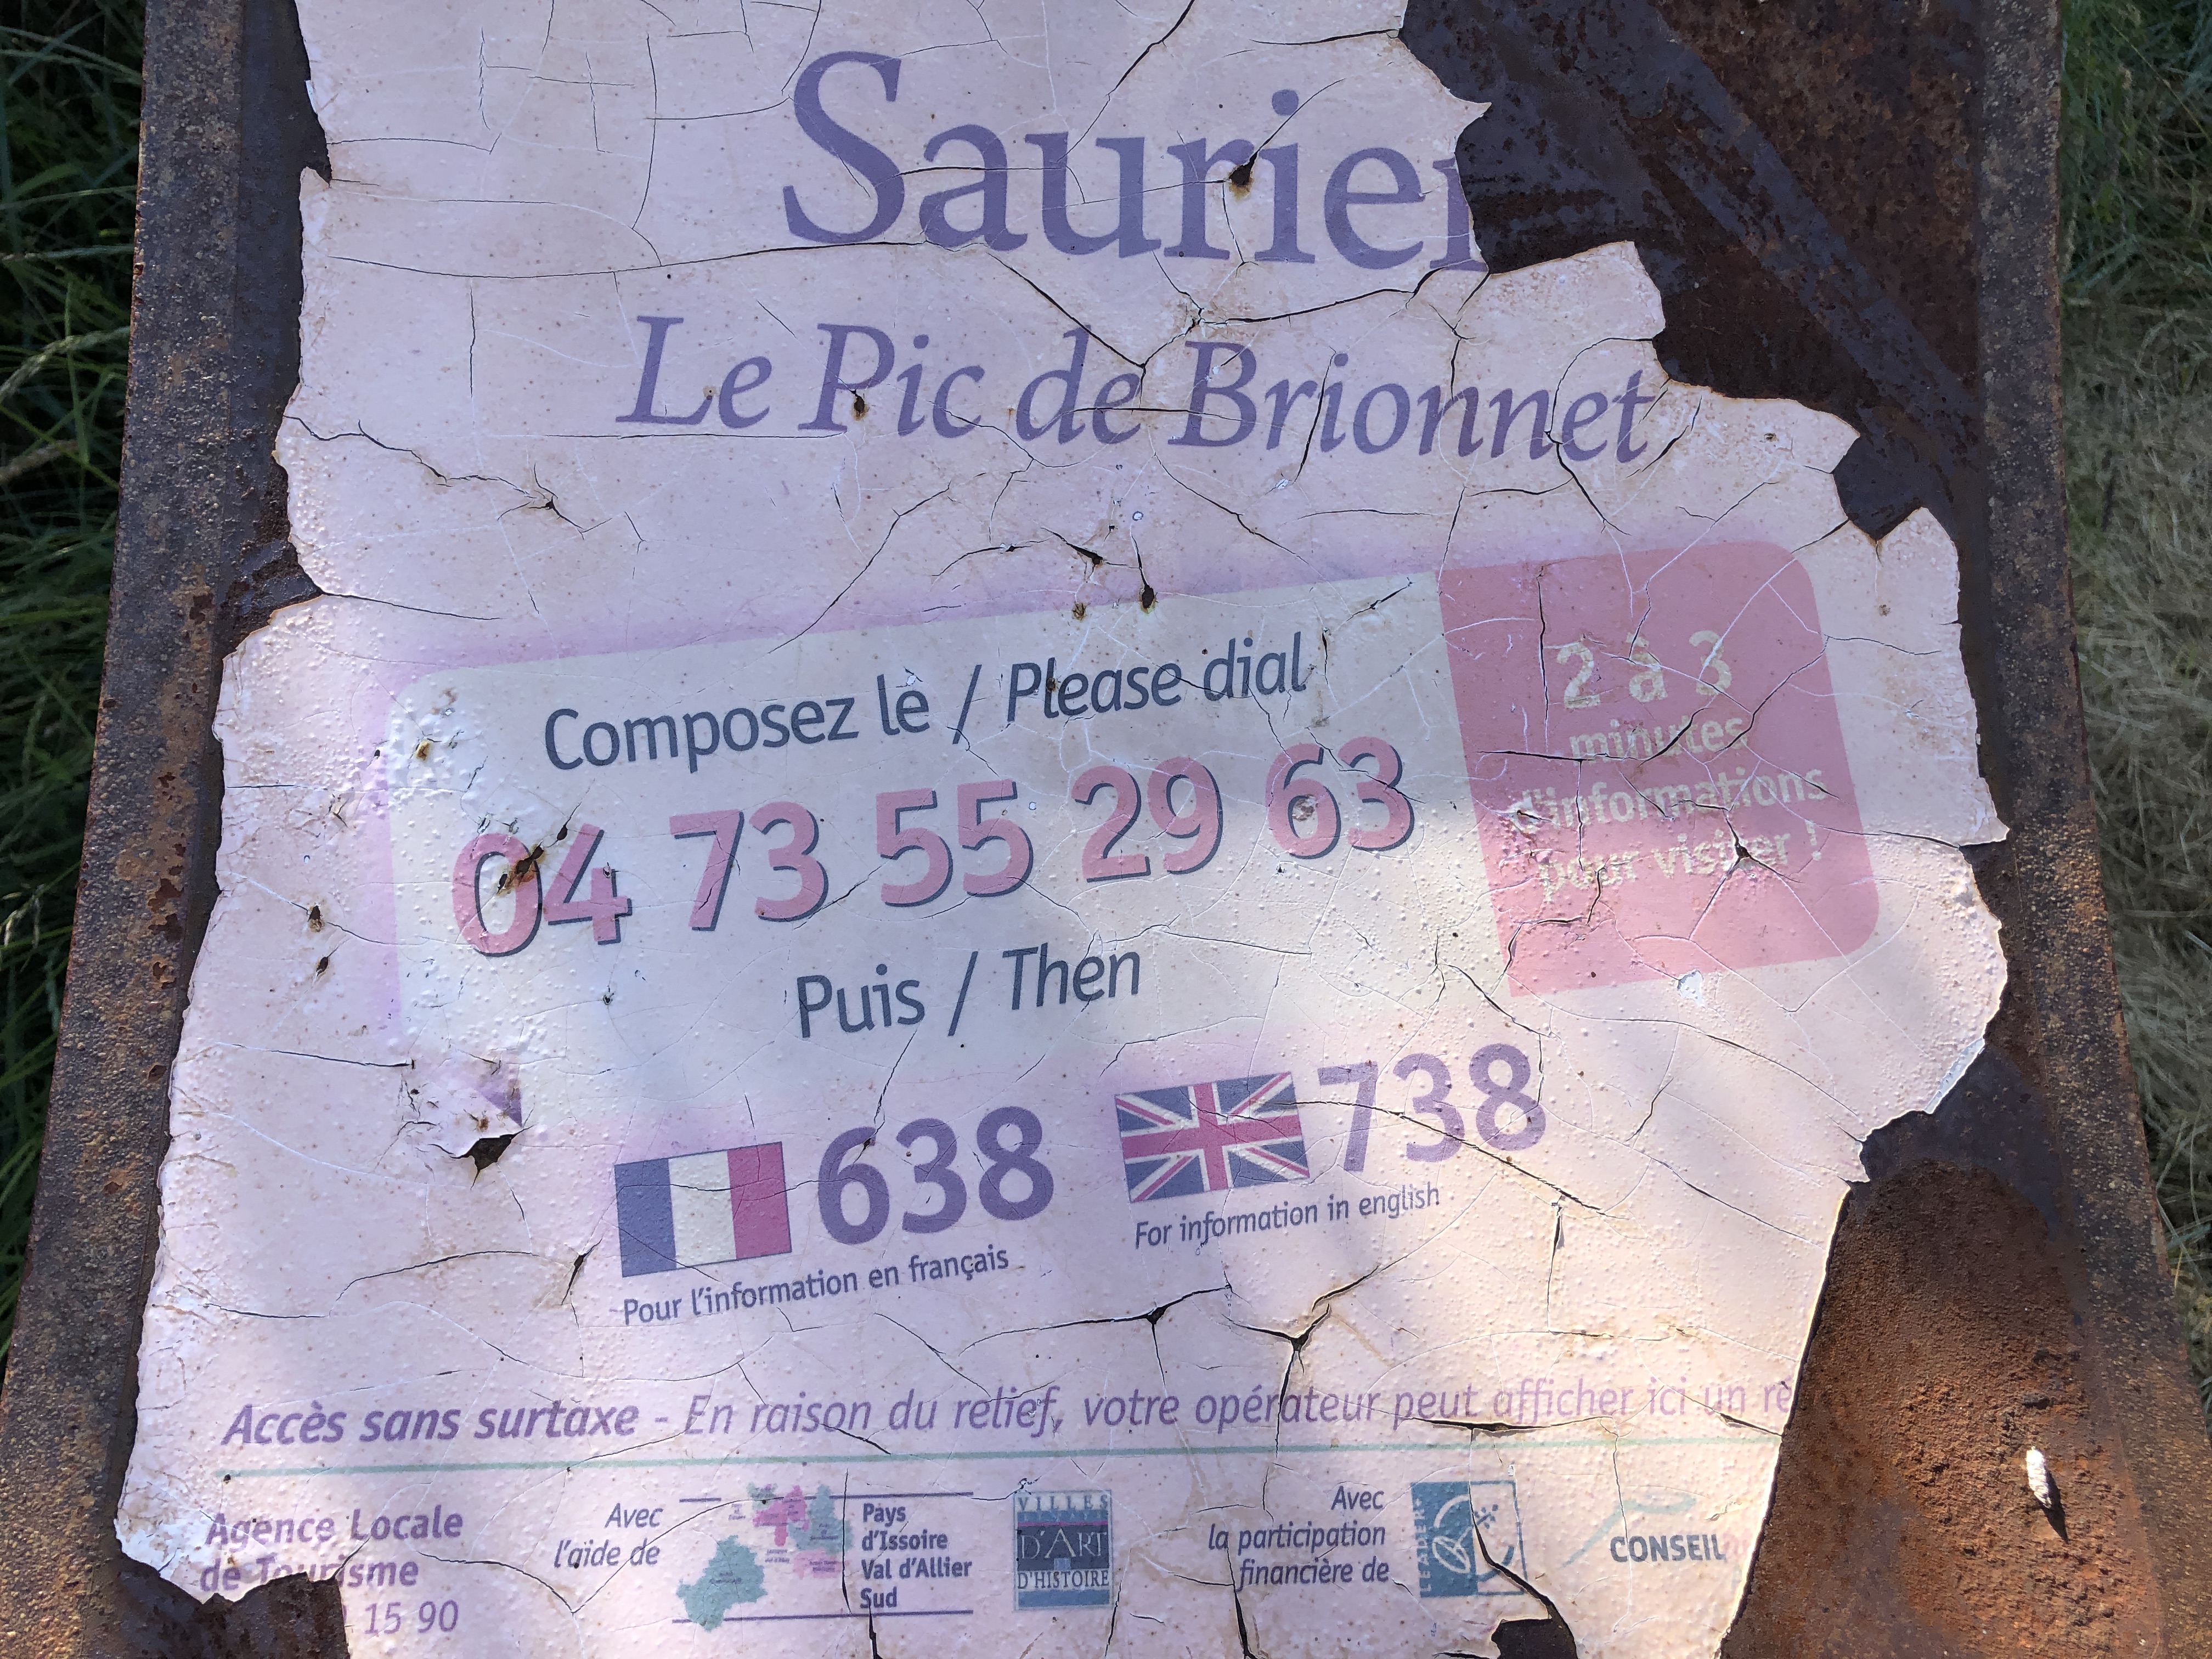 Saurier
Le Pic de Brionnet
Composez le / Please dial
04 73 55 29 63
Puis / Then
2 à 3
minutes
d'informations
pour visiter !
638
Pour l'information en français
738
For information in english
Accès sans surtaxe - En raison du relief, votre opérateur peut afficher ici un
Agence Locale
de Tourisme
15 90
Avec
l'aide de
Pays
d'Issoire
Val d'Allier
Sud
VILLES
D'ART
D'HISTOIRE
Avec
la participation
financière de
LEADER+
CONSEIL